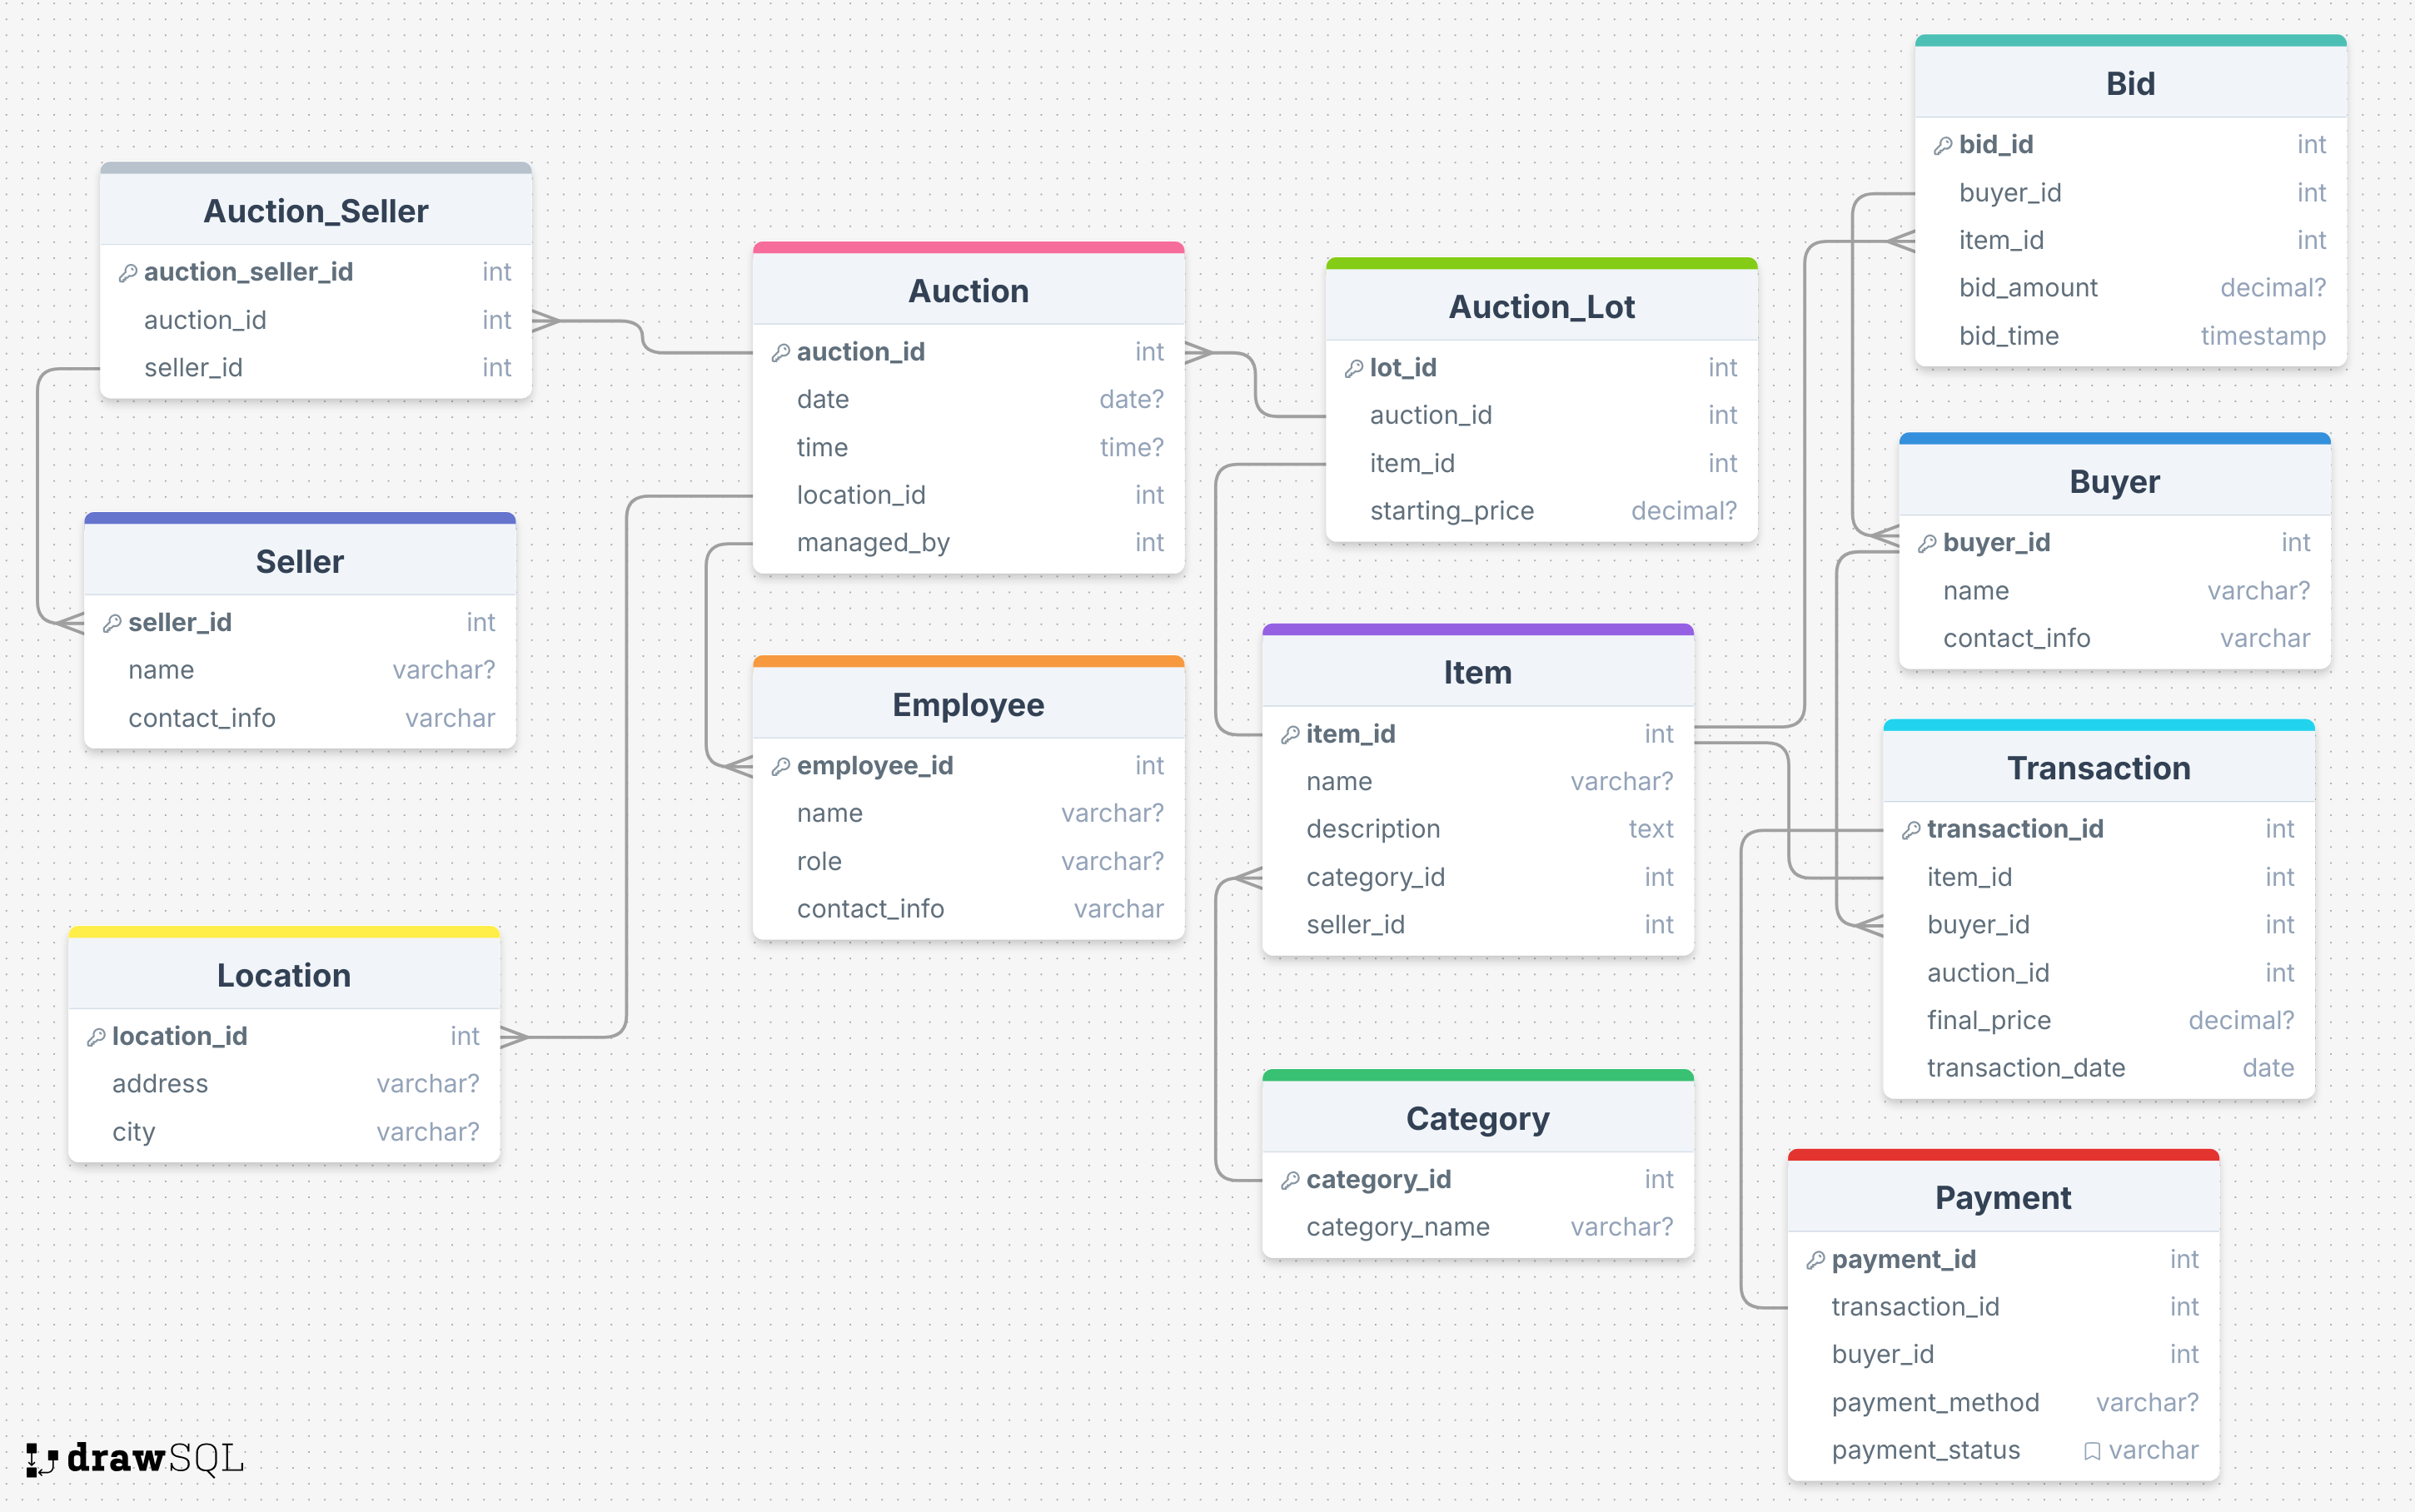 Auction_Seller
auction_seller_id int
auction_id int
seller_id int
Seller
seller_id int
name varchar?
contact_info varchar
Location
location_id int
address varchar?
city varchar?
Auction
auction_id int
date date?
time time?
location_id int
managed_by int
Employee
employee_id int
name varchar?
role varchar?
contact_info varchar
Auction_Lot
lot_id int
auction_id int
item_id int
starting_price decimal?
Item
item_id int
name varchar?
description text
category_id int
seller_id int
Category
category_id int
category_name varchar?
Bid
bid_id int
buyer_id int
item_id int
bid_amount decimal?
bid_time timestamp
Buyer
buyer_id int
name varchar?
contact_info varchar
Transaction
transaction_id int
item_id int
buyer_id int
auction_id int
final_price decimal?
transaction_date date
Payment
payment_id int
transaction_id int
buyer_id int
payment_method varchar?
payment_status varchar
drawSQL